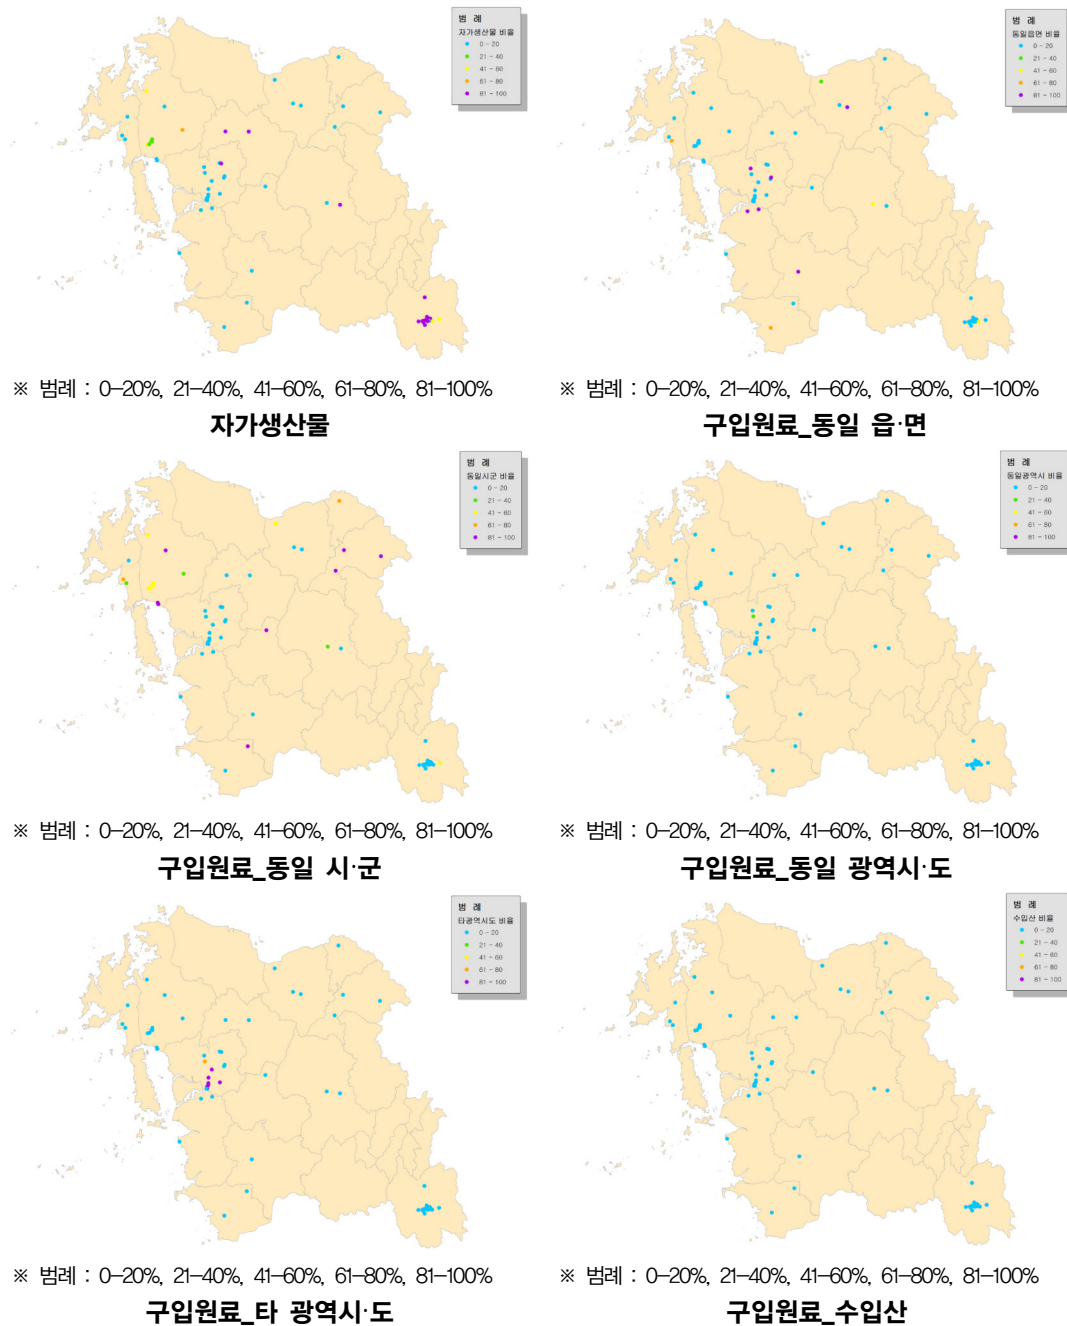 범 례
자가생산물 비율
0 - 20
21 - 40
41 - 60
61 - 80
81 - 100
범 례
동일읍면 비율
0 - 20
21 - 40
41 - 60
61 - 80
81 - 100
※ 범례 : 0-20%, 21-40%, 41-60%, 61-80%, 81-100%
자가생산물
※ 범례 : 0-20%, 21-40%, 41-60%, 61-80%, 81-100%
구입원료_동일 읍·면
범 례
동일시군 비율
0 - 20
21 - 40
41 - 60
61 - 80
81 - 100
범 례
동일광역시 비율
0 - 20
21 - 40
41 - 60
61 - 80
81 - 100
※ 범례 : 0-20%, 21-40%, 41-60%, 61-80%, 81-100%
구입원료_동일 시·군
※ 범례 : 0-20%, 21-40%, 41-60%, 61-80%, 81-100%
구입원료_동일 광역시·도
범 례
타광역시도 비율
0 - 20
21 - 40
41 - 60
61 - 80
81 - 100
범 례
수입산 비율
0 - 20
21 - 40
41 - 60
61 - 80
81 - 100
※ 범례 : 0-20%, 21-40%, 41-60%, 61-80%, 81-100%
구입원료_타 광역시·도
※ 범례 : 0-20%, 21-40%, 41-60%, 61-80%, 81-100%
구입원료_수입산